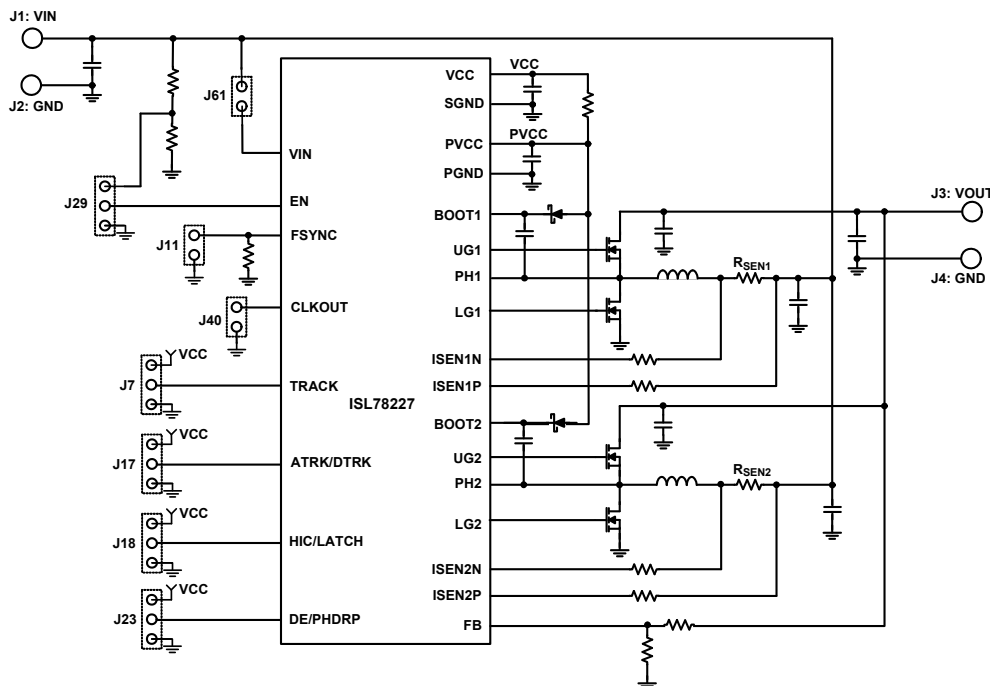 J1: VIN
J2: GND
J61
VIN
J29
EN
J11
FSYNC
J40
CLKOUT
VCC
J7
TRACK
VCC
J17
ATRK/DTRK
VCC
J18
HIC/LATCH
VCC
J23
DE/PHDRP
ISL78227
VCC
VCC
SGND
PVCC
PVCC
PGND
BOOT1
UG1
PH1
LG1
RSEN1
ISEN1N
ISEN1P
BOOT2
UG2
PH2
LG2
RSEN2
ISEN2N
ISEN2P
FB
J3: VOUT
J4: GND